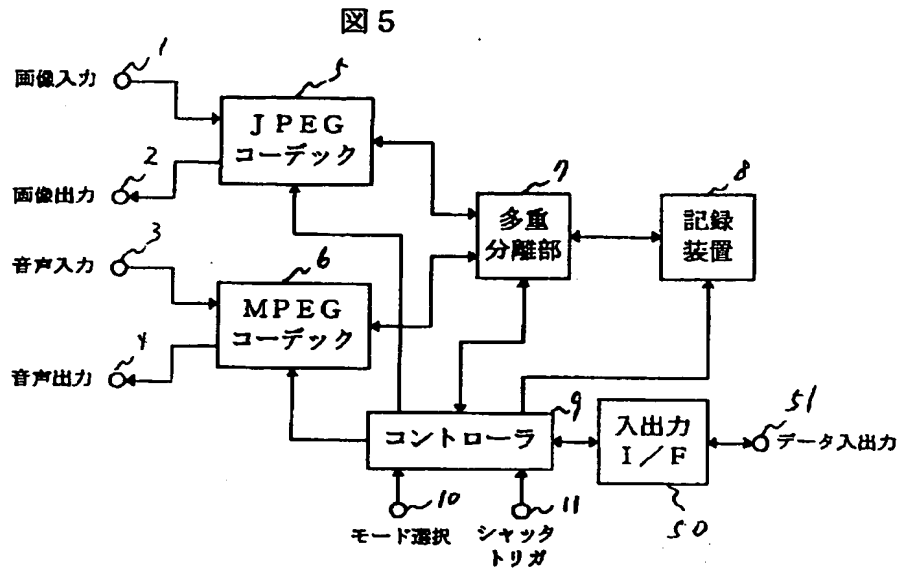 図5
1
画像入力
5
JPEG
コーデック
2
画像出力
7
多重
分離部
8
記録
装置
3
音声入力
6
MPEG
コーデック
4
音声出力
9
コントローラ
入出力
I/F
51
データ入出力
10
モード選択
11
シャッタ
トリガ
50